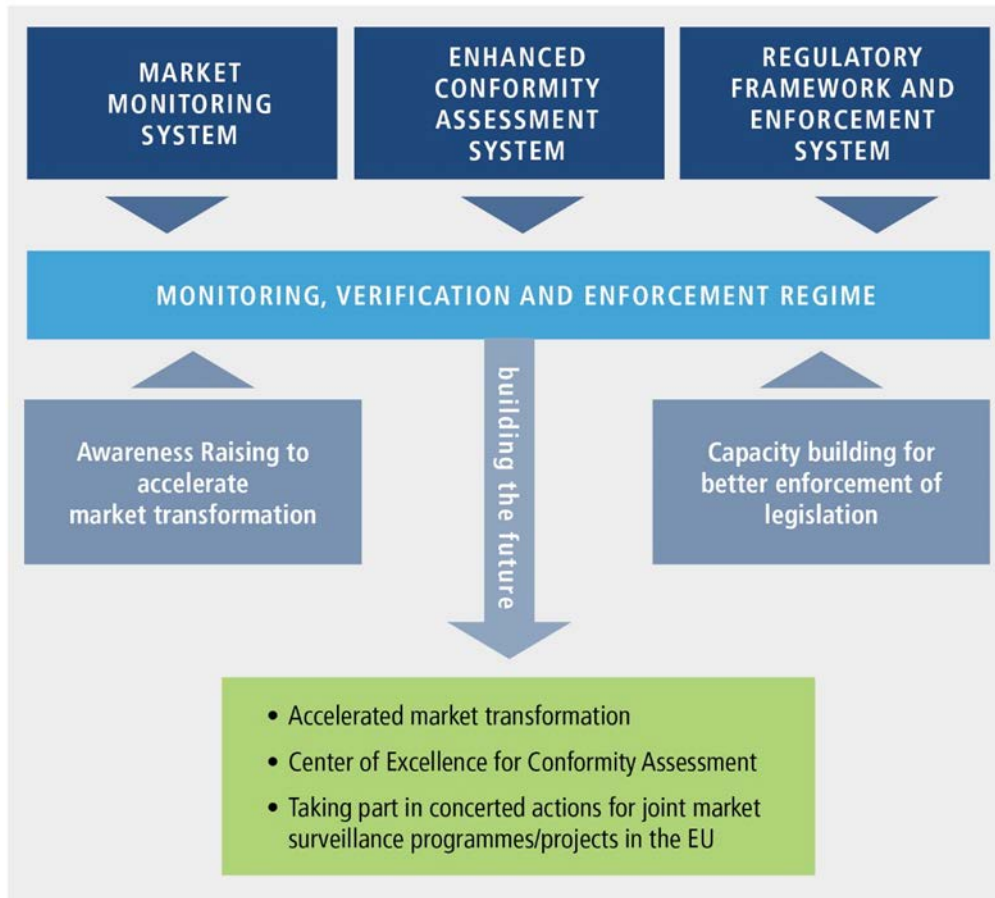 MARKET
MONITORING
SYSTEM
ENHANCED
CONFORMITY
ASSESSMENT
SYSTEM
REGULATORY
FRAMEWORK AND
ENFORCEMENT
SYSTEM
MONITORING, VERIFICATION AND ENFORCEMENT REGIME
Awareness Raising to
accelerate
market transformation
building the future
Capacity building for
better enforcement of
legislation
• Accelerated market transformation
• Center of Excellence for Conformity Assessment
• Taking part in concerted actions for joint market
surveillance programmes/projects in the EU